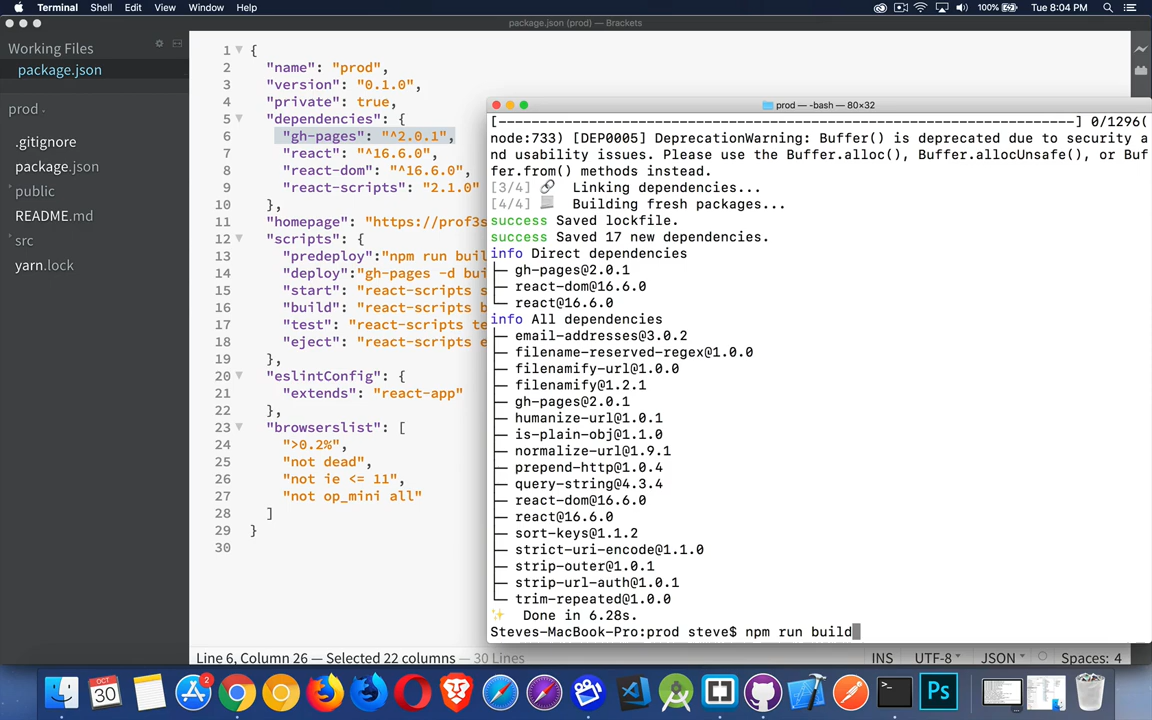 Terminal Shell Edit View Window Help
100% Tue 8:04 PM
package.json (prod) — Brackets
Working Files
package.json
prod
.gitignore
package.json
public
README.md
src
yarn.lock
1 {
2 "name": "prod",
3 "version": "0.1.0",
4 "private": true,
5 "dependencies": {
6 "gh-pages": "^2.0.1",
7 "react": "^16.6.0",
8 "react-dom": "^16.6.0",
9 "react-scripts": "2.1.0"
10 },
11 "homepage": "https://prof3s
12 "scripts": {
13 "predeploy":"npm run buil
14 "deploy":"gh-pages -d bui
15 "start": "react-scripts s
16 "build": "react-scripts b
17 "test": "react-scripts te
18 "eject": "react-scripts e
19 },
20 "eslintConfig": {
21 "extends": "react-app"
22 },
23 "browserslist": [
24 ">0.2%",
25 "not dead",
26 "not ie <= 11",
27 "not op_mini all"
28 ]
29 }
30
prod — -bash — 80×32
[--------------------------------------------------------------------] 0/1296(
node:733) [DEP0005] DeprecationWarning: Buffer() is deprecated due to security a
nd usability issues. Please use the Buffer.alloc(), Buffer.allocUnsafe(), or Buf
fer.from() methods instead.
[3/4] 🔗 Linking dependencies...
[4/4] 📃 Building fresh packages...
success Saved lockfile.
success Saved 17 new dependencies.
info Direct dependencies
├─ gh-pages@2.0.1
├─ react-dom@16.6.0
└─ react@16.6.0
info All dependencies
├─ email-addresses@3.0.2
├─ filename-reserved-regex@1.0.0
├─ filenamify-url@1.0.0
├─ filenamify@1.2.1
├─ gh-pages@2.0.1
├─ humanize-url@1.0.1
├─ is-plain-obj@1.1.0
├─ normalize-url@1.9.1
├─ prepend-http@1.0.4
├─ query-string@4.3.4
├─ react-dom@16.6.0
├─ react@16.6.0
├─ sort-keys@1.1.2
├─ strict-uri-encode@1.1.0
├─ strip-outer@1.0.1
├─ strip-url-auth@1.0.1
└─ trim-repeated@1.0.0
✨ Done in 6.28s.
Steves-MacBook-Pro:prod steve$ npm run build
Line 6, Column 26 — Selected 22 columns — 30 Lines
INS UTF-8 JSON Spaces: 4
OCT
30
2
>_
Ps